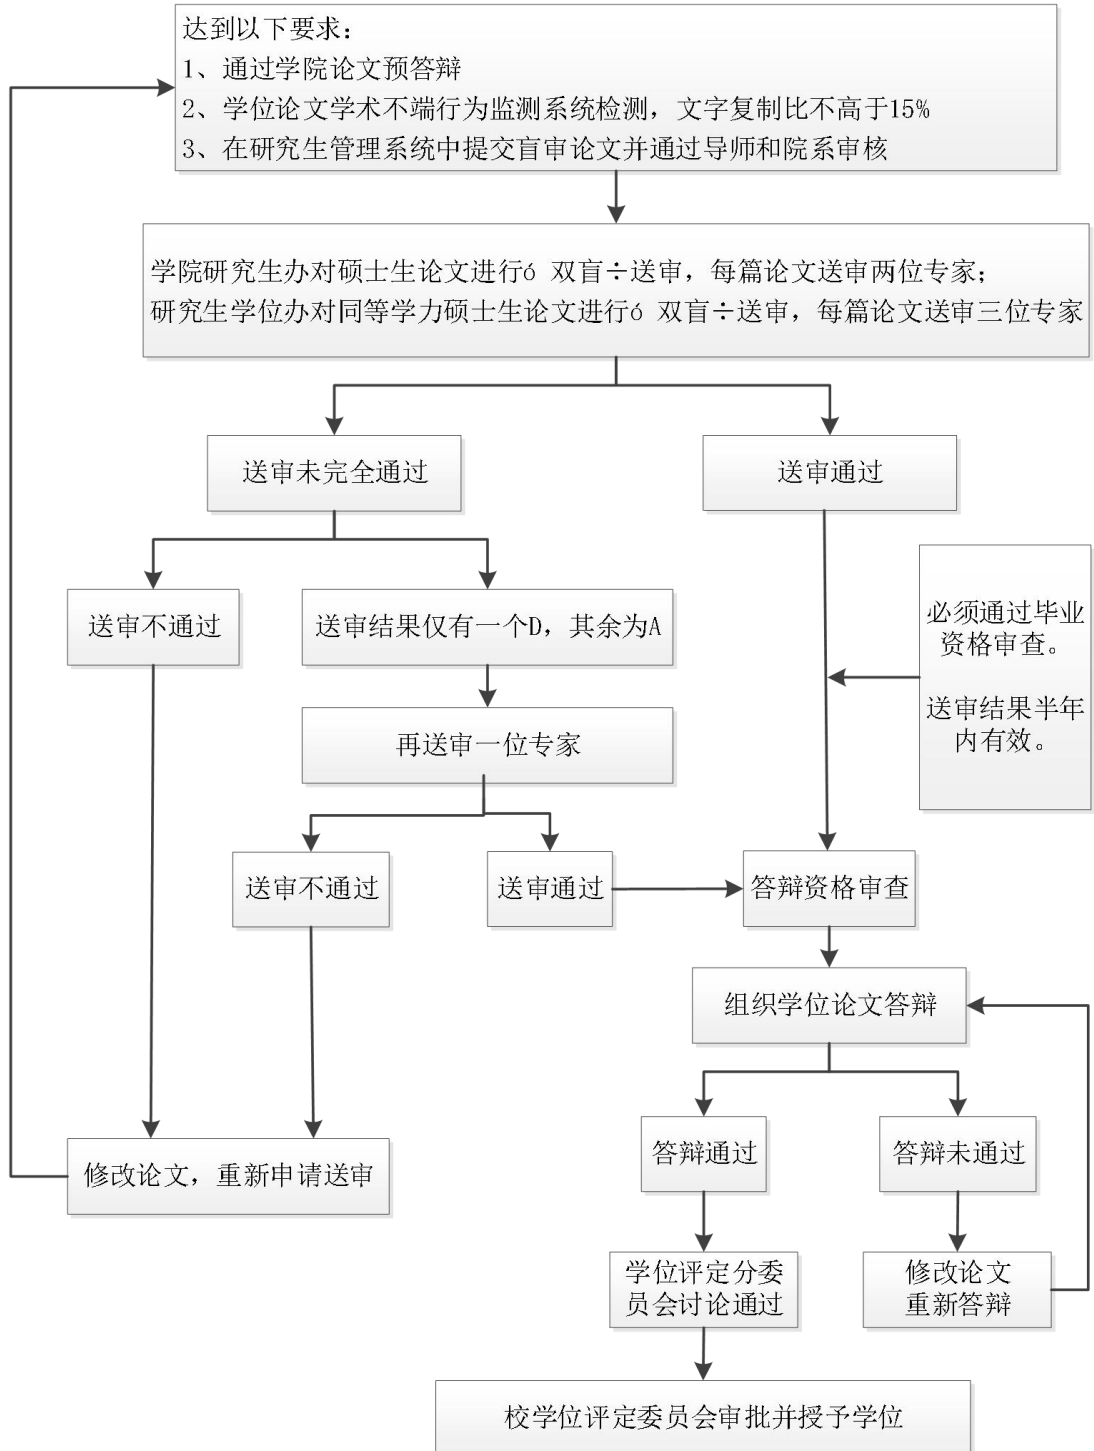 达到以下要求：
1、通过学院论文预答辩
2、学位论文学术不端行为监测系统检测，文字复制比不高于15%
3、在研究生管理系统中提交盲审论文并通过导师和院系审核
学院研究生办对硕士生论文进行ó 双盲÷送审，每篇论文送审两位专家；
研究生学位办对同等学力硕士生论文进行ó 双盲÷送审，每篇论文送审三位专家
送审未完全通过
送审通过
送审不通过
送审结果仅有一个D，其余为A
必须通过毕业
资格审查。
送审结果半年
内有效。
再送审一位专家
送审不通过
送审通过
答辩资格审查
组织学位论文答辩
答辩通过
答辩未通过
修改论文，重新申请送审
学位评定分委
员会讨论通过
修改论文
重新答辩
校学位评定委员会审批并授予学位